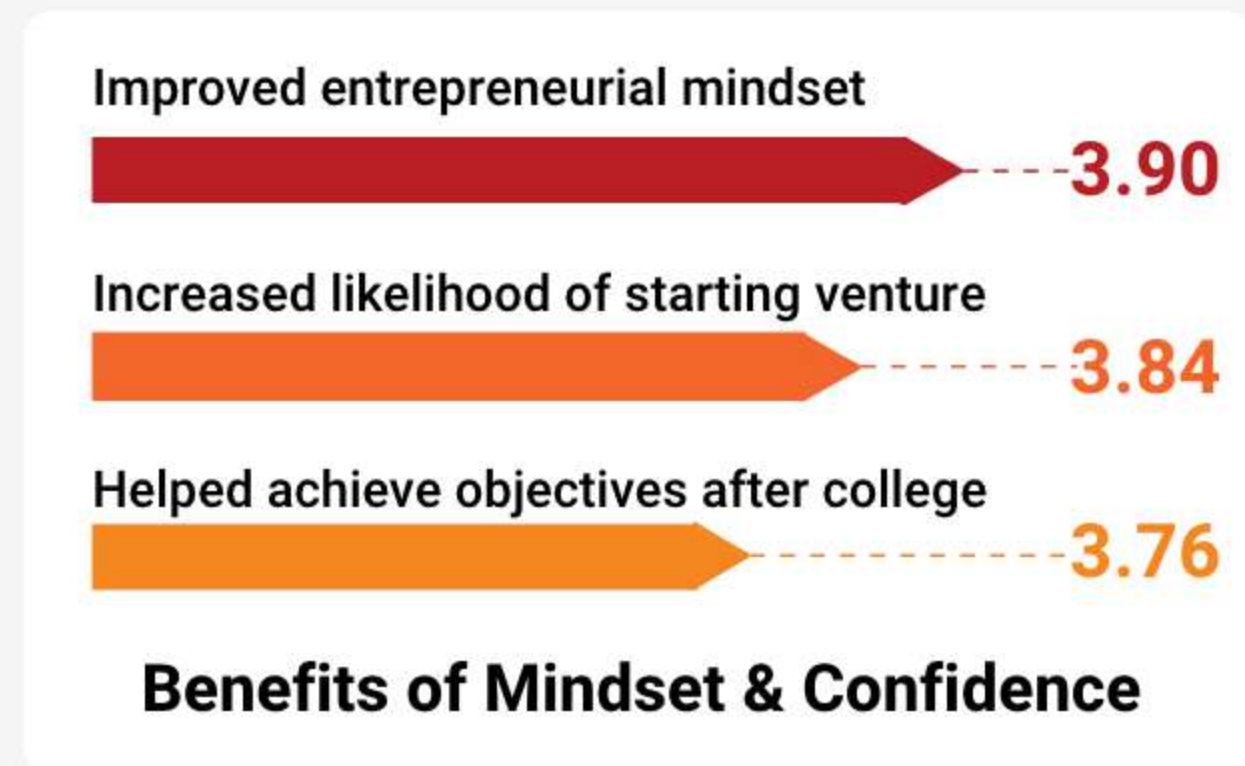 Improved entrepreneurial mindset
3.90
Increased likelihood of starting venture
3.84
Helped achieve objectives after college
3.76
Benefits of Mindset & Confidence